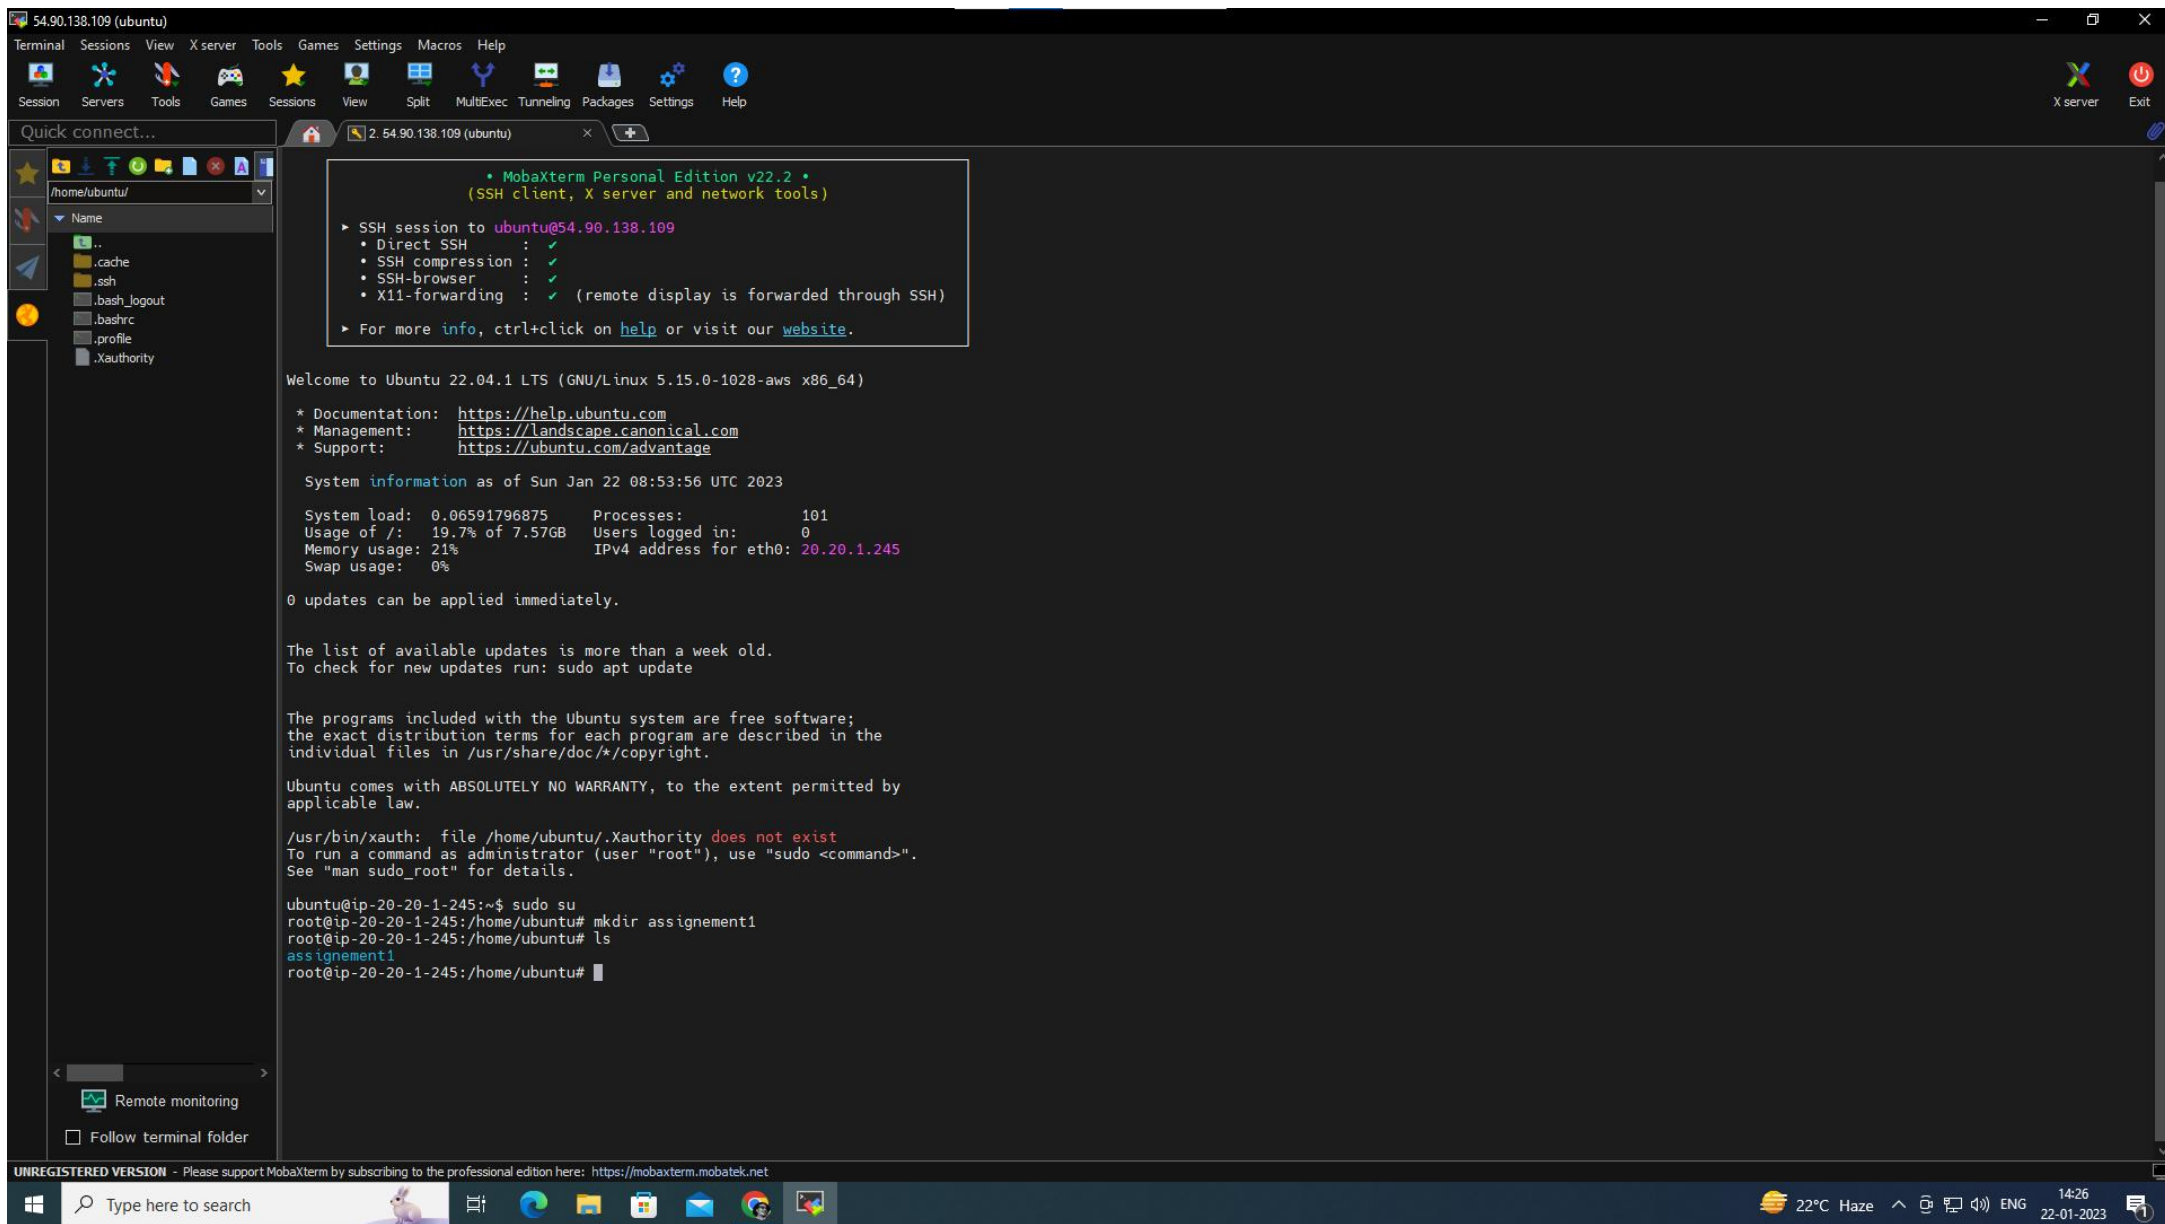 54.90.138.109 (ubuntu)
Terminal Sessions View X server Tools Games Settings Macros Help
Session Servers Tools Games Sessions View Split MultiExec Tunneling Packages Settings Help X server Exit
Quick connect...
2. 54.90.138.109 (ubuntu)
/home/ubuntu/
Name
..
.cache
.ssh
.bash_logout
.bashrc
.profile
.Xauthority
• MobaXterm Personal Edition v22.2 •
(SSH client, X server and network tools)
► SSH session to ubuntu@54.90.138.109
• Direct SSH : ✔
• SSH compression : ✔
• SSH-browser : ✔
• X11-forwarding : ✔ (remote display is forwarded through SSH)
► For more info, ctrl+click on help or visit our website.
Welcome to Ubuntu 22.04.1 LTS (GNU/Linux 5.15.0-1028-aws x86_64)
* Documentation: https://help.ubuntu.com
* Management: https://landscape.canonical.com
* Support: https://ubuntu.com/advantage
System information as of Sun Jan 22 08:53:56 UTC 2023
System load: 0.06591796875 Processes: 101
Usage of /: 19.7% of 7.57GB Users logged in: 0
Memory usage: 21% IPv4 address for eth0: 20.20.1.245
Swap usage: 0%
0 updates can be applied immediately.
The list of available updates is more than a week old.
To check for new updates run: sudo apt update
The programs included with the Ubuntu system are free software;
the exact distribution terms for each program are described in the
individual files in /usr/share/doc/*/copyright.
Ubuntu comes with ABSOLUTELY NO WARRANTY, to the extent permitted by
applicable law.
/usr/bin/xauth: file /home/ubuntu/.Xauthority does not exist
To run a command as administrator (user "root"), use "sudo <command>".
See "man sudo_root" for details.
ubuntu@ip-20-20-1-245:~$ sudo su
root@ip-20-20-1-245:/home/ubuntu# mkdir assignement1
root@ip-20-20-1-245:/home/ubuntu# ls
assignement1
root@ip-20-20-1-245:/home/ubuntu#
Remote monitoring
Follow terminal folder
UNREGISTERED VERSION - Please support MobaXterm by subscribing to the professional edition here: https://mobaxterm.mobatek.net
Type here to search
22°C Haze
ENG
14:26
22-01-2023
1